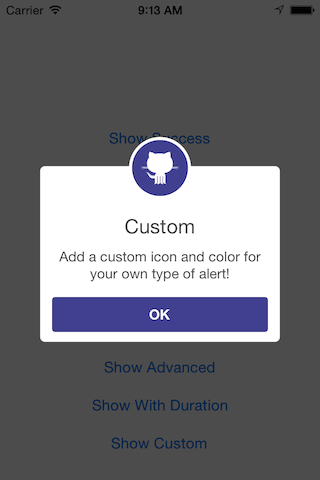 Carrier 9:13 AM
Show Success
Custom
Add a custom icon and color for
your own type of alert!
OK
Show Advanced
Show With Duration
Show Custom